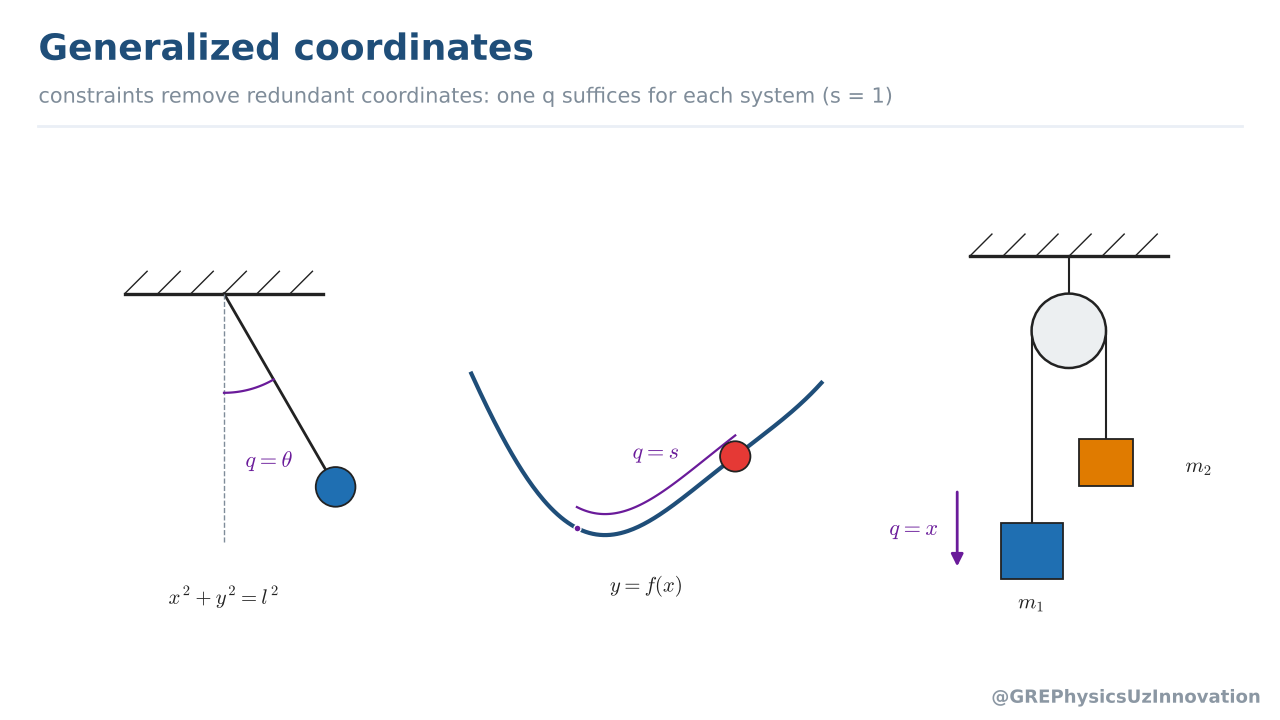 Generalized coordinates
constraints remove redundant coordinates: one q suffices for each system (s = 1)
q = θ
x² + y² = l²
q = s
y = f(x)
q = x
m₁
m₂
@GREPhysicsUzInnovation